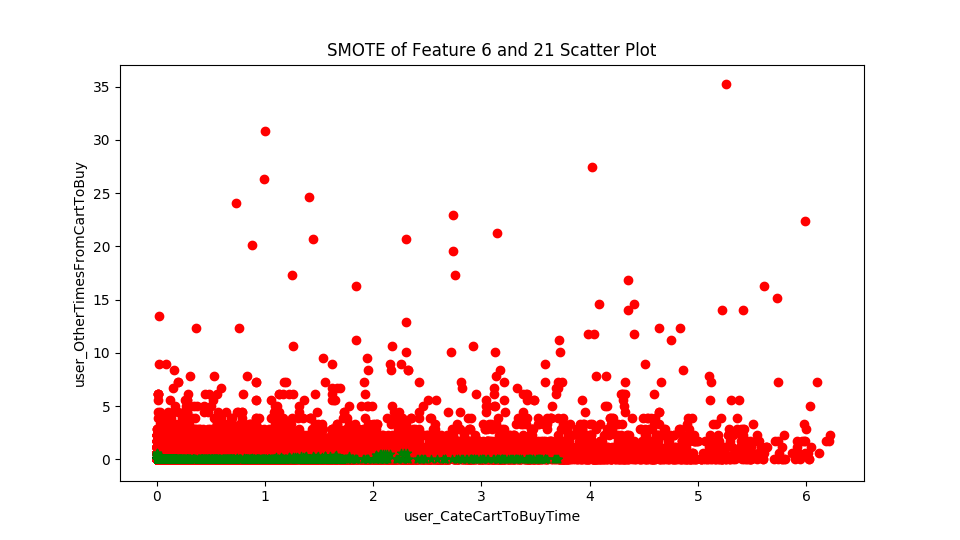 SMOTE of Feature 6 and 21 Scatter Plot
user_OtherTimesFromCartToBuy
35
30
25
20
15
10
5
0
0 1 2 3 4 5 6
user_CateCartToBuyTime